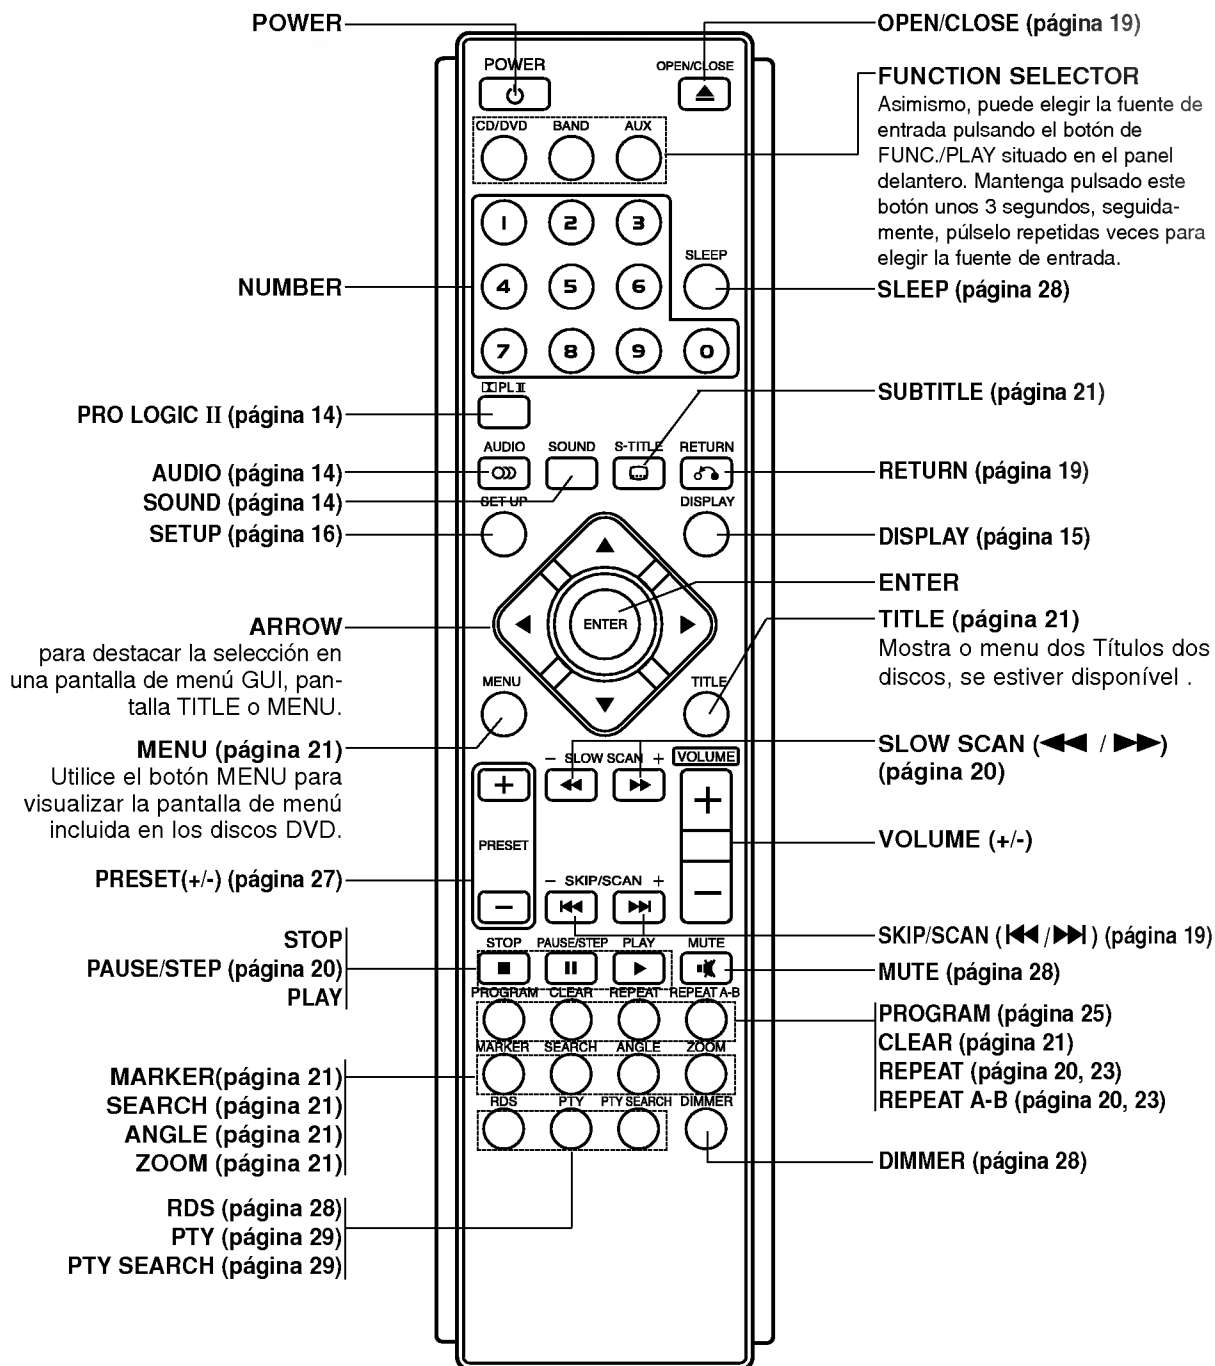 POWER
NUMBER
PRO LOGIC II (página 14)
AUDIO (página 14)
SOUND (página 14)
SETUP (página 16)
ARROW
para destacar la selección en
una pantalla de menú GUI, pan-
talla TITLE o MENU.
MENU (página 21)
Utilice el botón MENU para
visualizar la pantalla de menú
incluida en los discos DVD.
PRESET(+/-) (página 27)
STOP
PAUSE/STEP (página 20)
PLAY
MARKER(página 21)
SEARCH (página 21)
ANGLE (página 21)
ZOOM (página 21)
RDS (página 28)
PTY (página 29)
PTY SEARCH (página 29)
POWER OPEN/CLOSE
CD/DVD BAND AUX
1 2 3
SLEEP
4 5 6
7 8 9 0
PL II
AUDIO SOUND S-TITLE RETURN
SET UP DISPLAY
ENTER
MENU TITLE
- SLOW SCAN + VOLUME
+ +
PRESET
- SKIP/SCAN +
- -
STOP PAUSE/STEP PLAY MUTE
PROGRAM CLEAR REPEAT REPEAT A-B
MARKER SEARCH ANGLE ZOOM
RDS PTY PTY SEARCH DIMMER
OPEN/CLOSE (página 19)
FUNCTION SELECTOR
Asimismo, puede elegir la fuente de
entrada pulsando el botón de
FUNC./PLAY situado en el panel
delantero. Mantenga pulsado este
botón unos 3 segundos, seguida-
mente, púlselo repetidas veces para
elegir la fuente de entrada.
SLEEP (página 28)
SUBTITLE (página 21)
RETURN (página 19)
DISPLAY (página 15)
ENTER
TITLE (página 21)
Mostra o menu dos Títulos dos
discos, se estiver disponível .
SLOW SCAN (◀◀ / ▶▶)
(página 20)
VOLUME (+/-)
SKIP/SCAN (|◀◀ / ▶▶|) (página 19)
MUTE (página 28)
PROGRAM (página 25)
CLEAR (página 21)
REPEAT (página 20, 23)
REPEAT A-B (página 20, 23)
DIMMER (página 28)